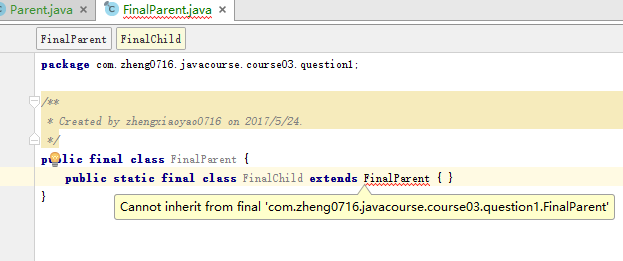 Parent.java × FinalParent.java ×
FinalParent FinalChild
package com.zheng0716.javacourse.course03.question1;
/**
* Created by zhengxiaoyao0716 on 2017/5/24.
*/
public final class FinalParent {
public static final class FinalChild extends FinalParent { }
}
Cannot inherit from final 'com.zheng0716.javacourse.course03.question1.FinalParent'